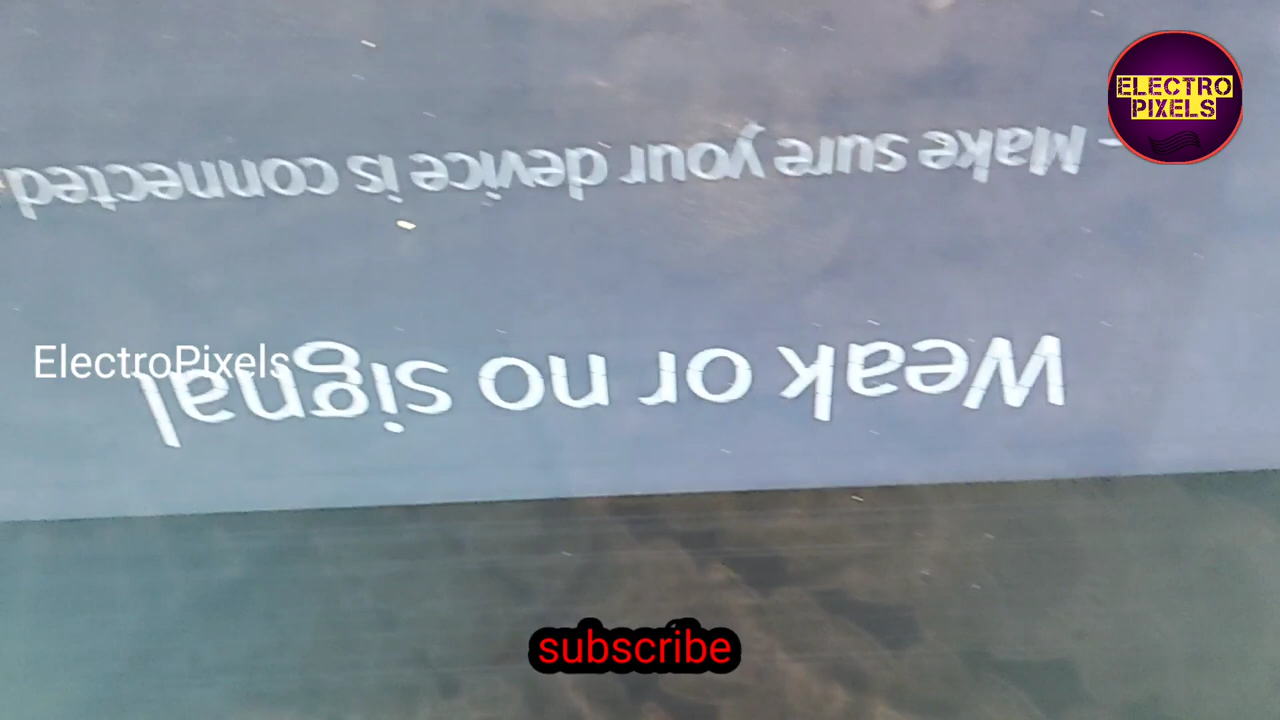 Weak or no signal
- Make sure your device is connected
ElectroPixels
ELECTRO
PIXELS
subscribe